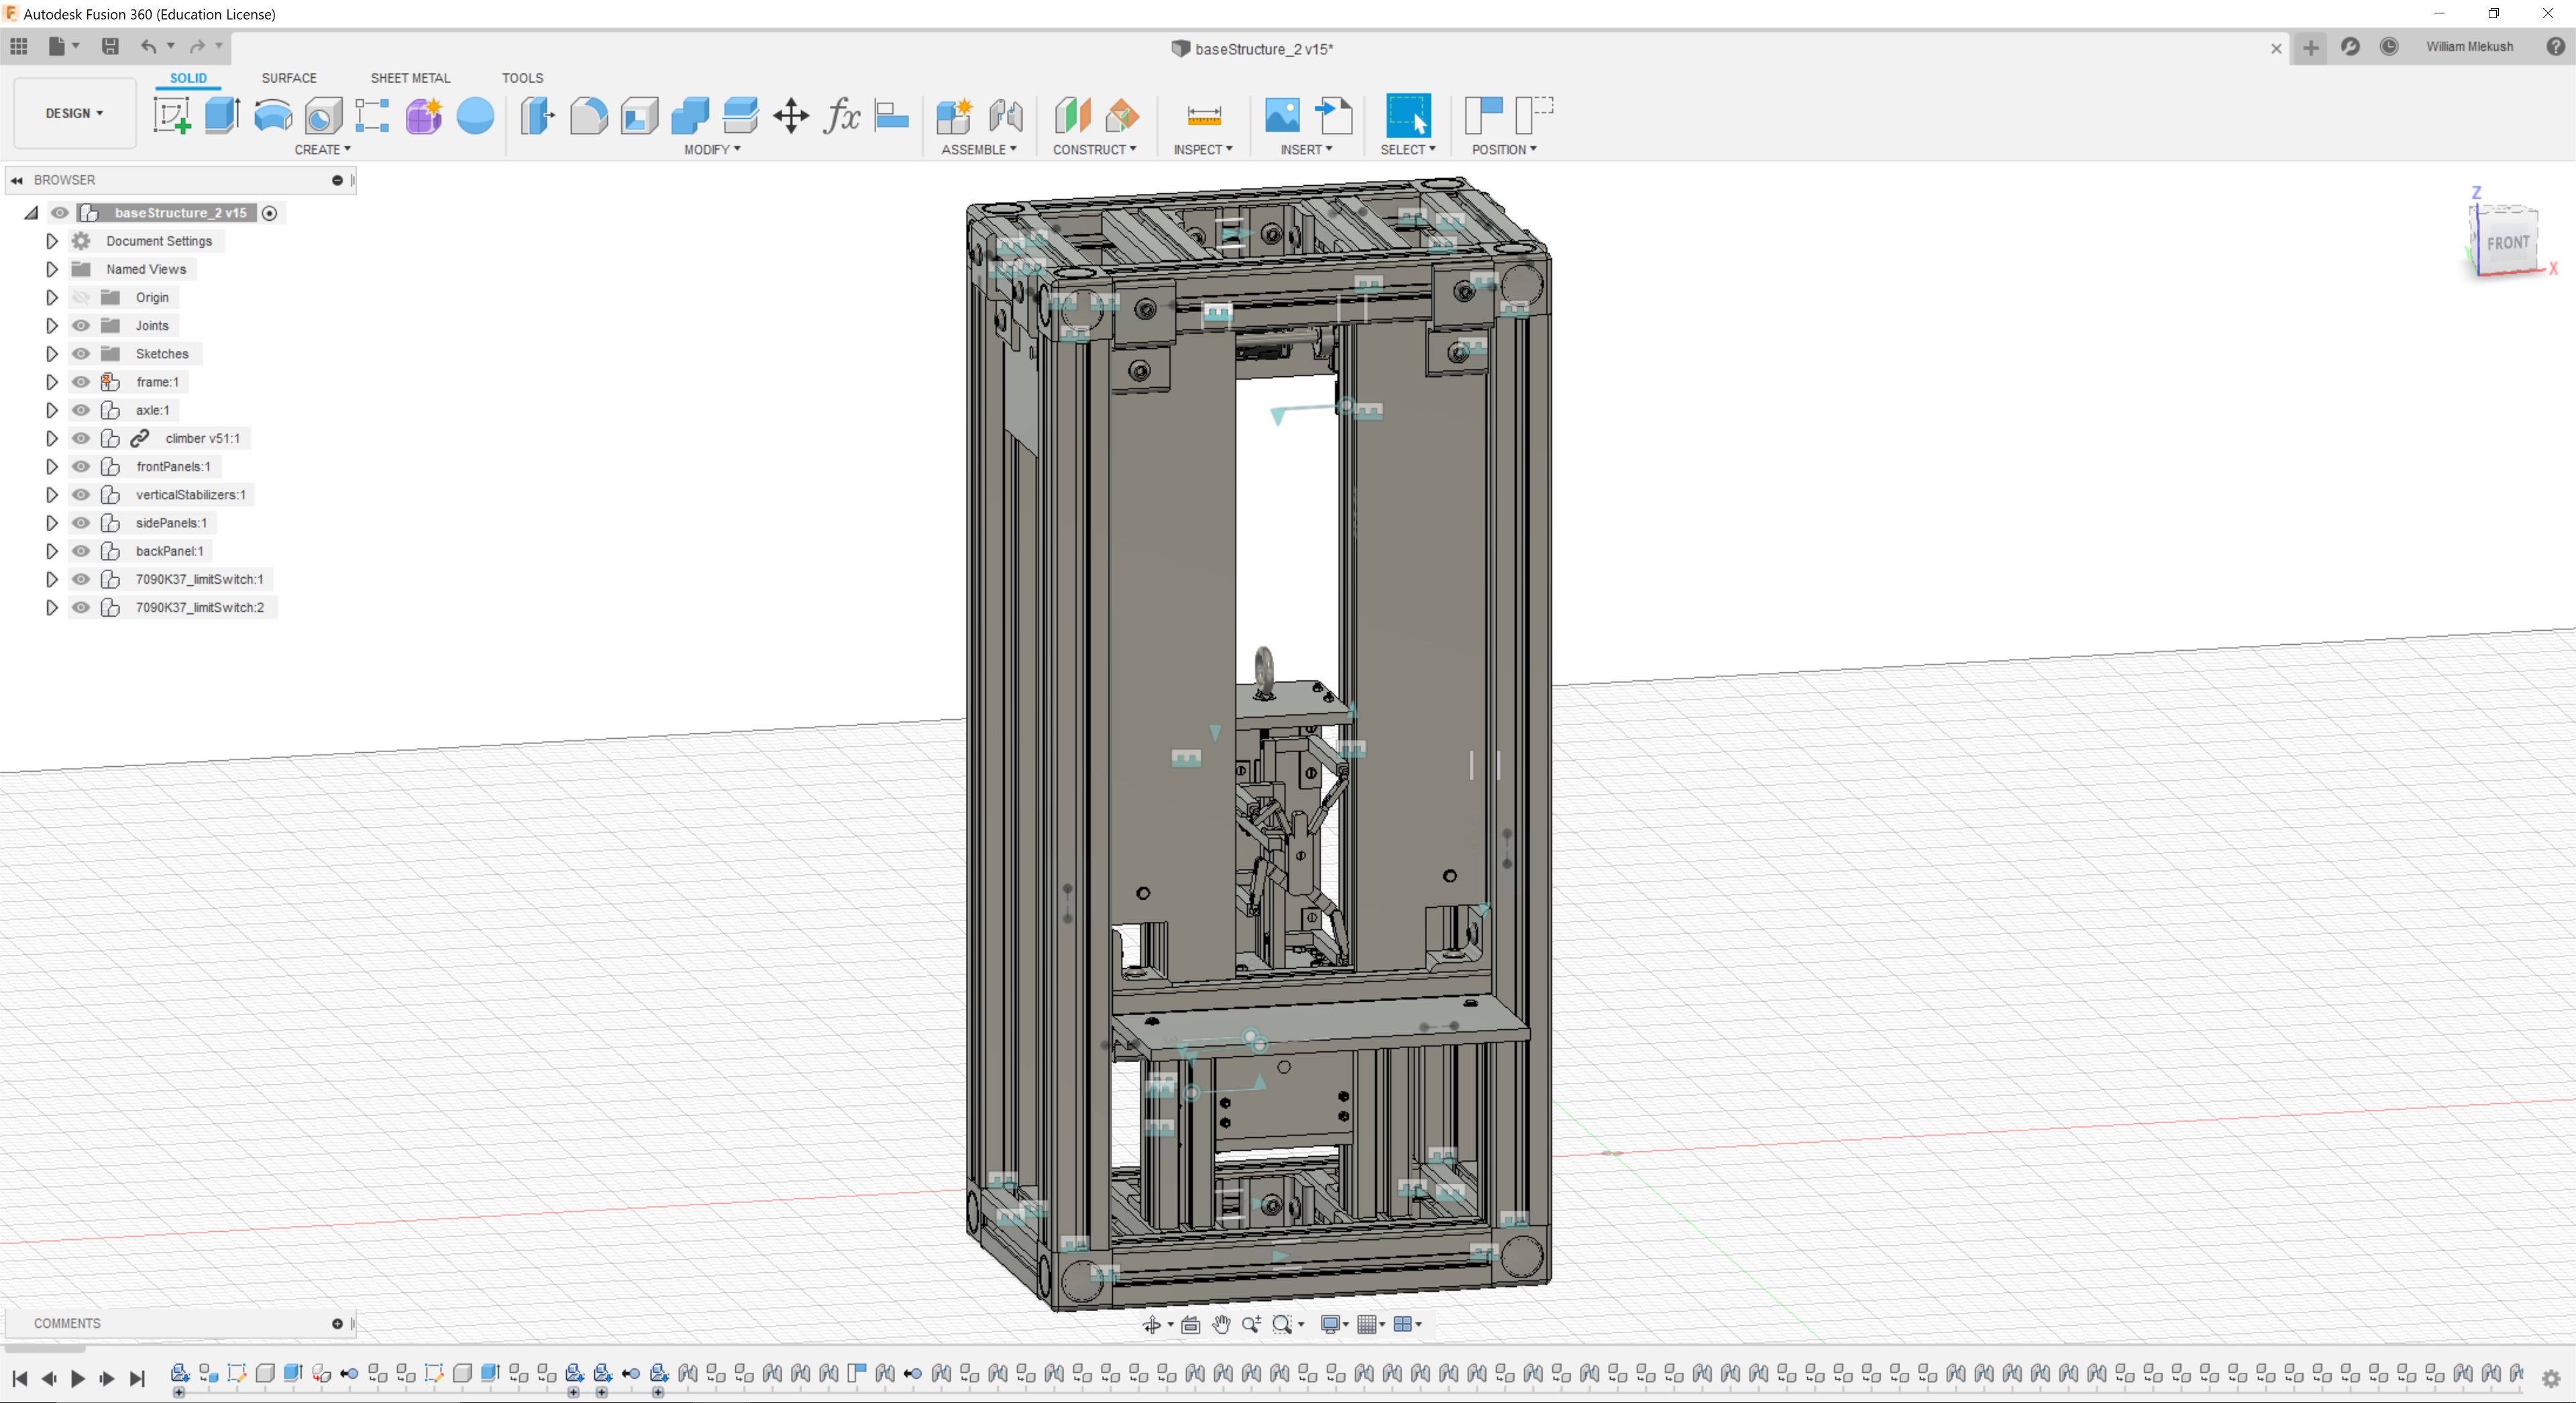 Autodesk Fusion 360 (Education License)
baseStructure_2 v15*
William Mlekush
SOLID SURFACE SHEET METAL TOOLS
DESIGN
CREATE MODIFY ASSEMBLE CONSTRUCT INSPECT INSERT SELECT POSITION
BROWSER
baseStructure_2 v15
Document Settings
Named Views
Origin
Joints
Sketches
frame:1
axle:1
climber v51:1
frontPanels:1
verticalStabilizers:1
sidePanels:1
backPanel:1
7090K37_limitSwitch:1
7090K37_limitSwitch:2
Z
FRONT
X
COMMENTS